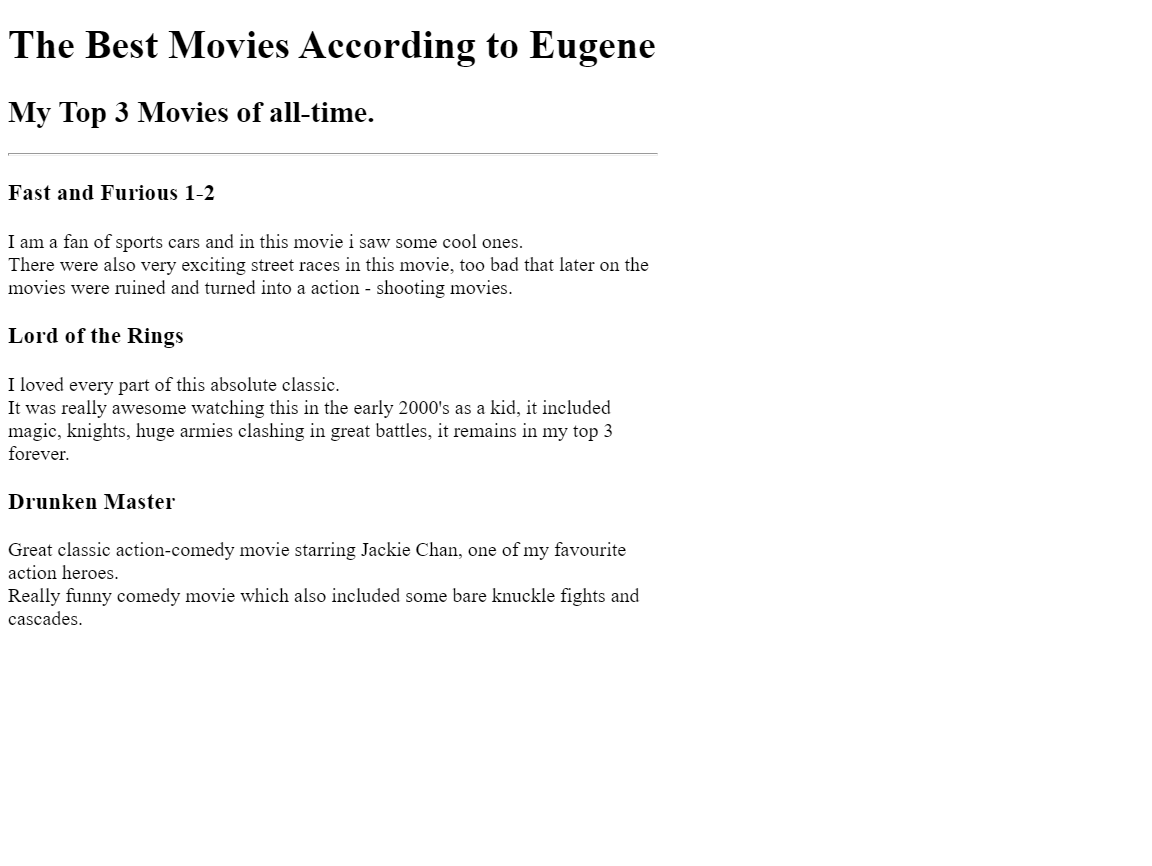 The Best Movies According to Eugene
My Top 3 Movies of all-time.
Fast and Furious 1-2
I am a fan of sports cars and in this movie i saw some cool ones.
There were also very exciting street races in this movie, too bad that later on the
movies were ruined and turned into a action - shooting movies.
Lord of the Rings
I loved every part of this absolute classic.
It was really awesome watching this in the early 2000's as a kid, it included
magic, knights, huge armies clashing in great battles, it remains in my top 3
forever.
Drunken Master
Great classic action-comedy movie starring Jackie Chan, one of my favourite
action heroes.
Really funny comedy movie which also included some bare knuckle fights and
cascades.